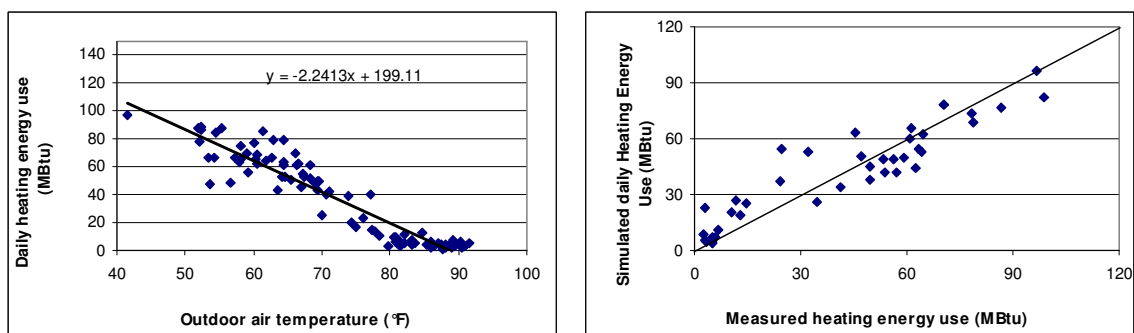 Daily heating energy use
(MBtu)
140
120
100
80
60
40
20
0
y = -2.2413x + 199.11
40 50 60 70 80 90 100
Outdoor air temperature (°F)
Simulated daily Heating Energy
Use (MBtu)
120
90
60
30
0
0 30 60 90 120
Measured heating energy use (MBtu)